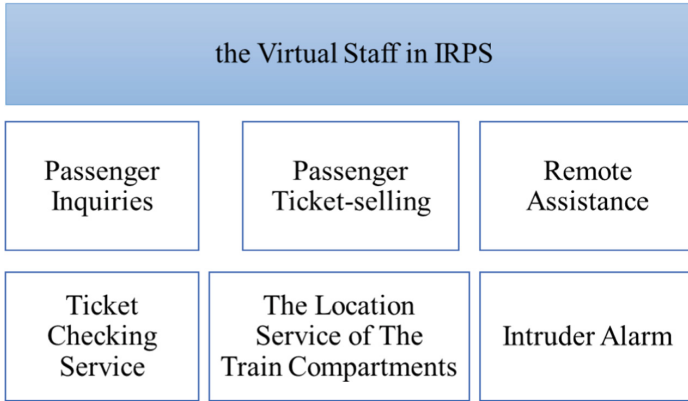 the Virtual Staff in IRPS
Passenger
Inquiries
Passenger
Ticket-selling
Remote
Assistance
Ticket
Checking
Service
The Location
Service of The
Train Compartments
Intruder Alarm